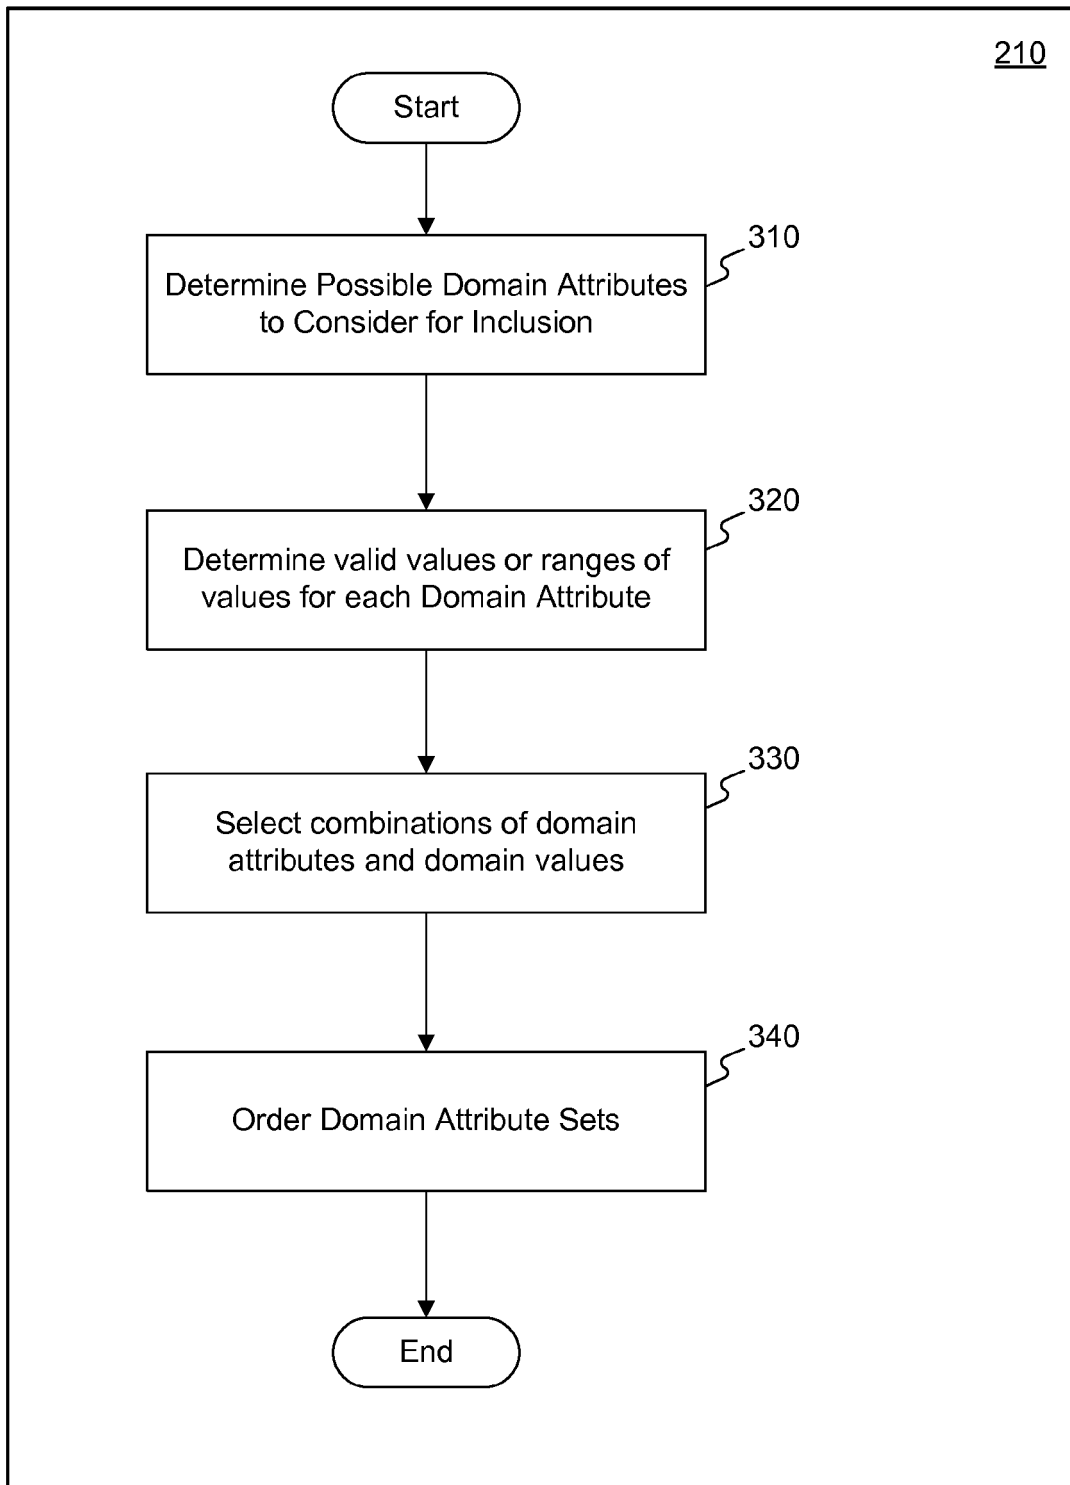 210
Start
310
Determine Possible Domain Attributes
to Consider for Inclusion
320
Determine valid values or ranges of
values for each Domain Attribute
330
Select combinations of domain
attributes and domain values
340
Order Domain Attribute Sets
End